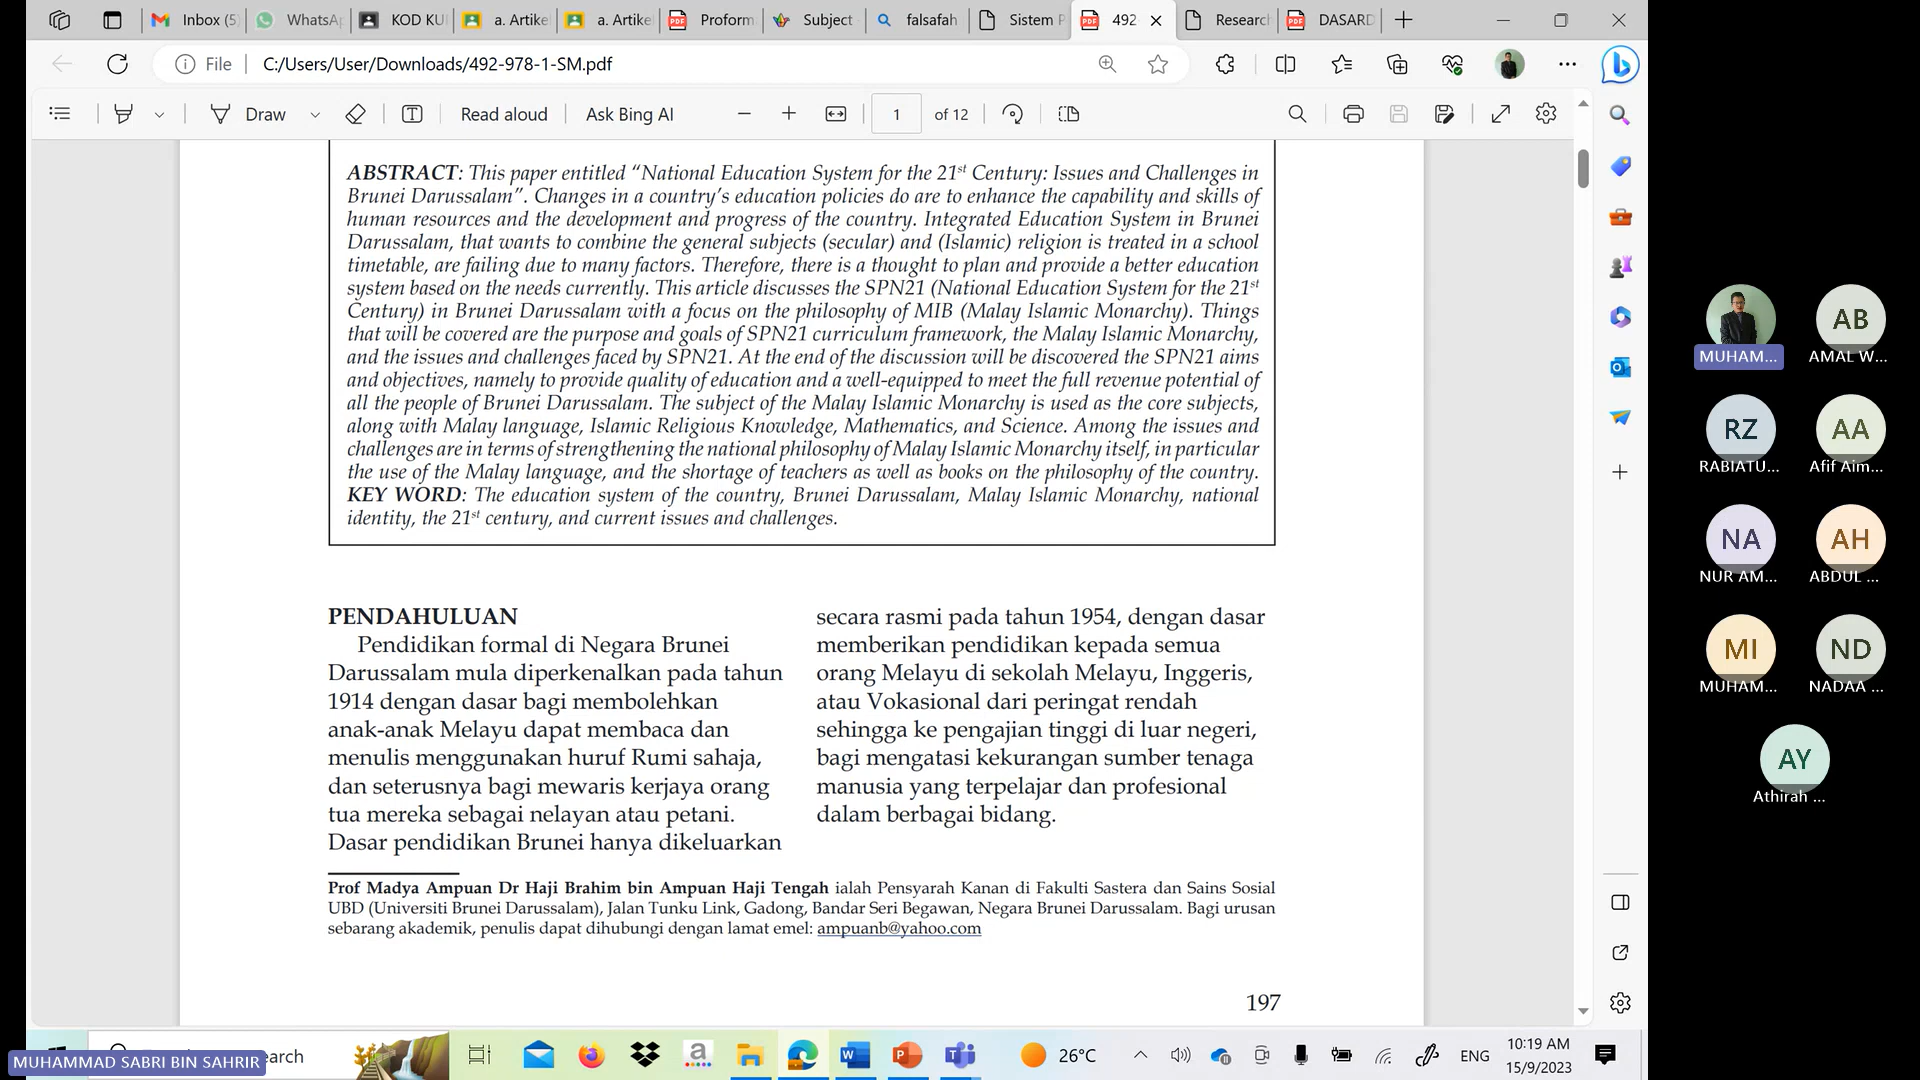 Inbox (5)
WhatsA
KOD KU
a. Artike
a. Artike
Proform
Subject
falsafah
Sistem P
492-
Research
DASARD
File
C:/Users/User/Downloads/492-978-1-SM.pdf
Draw
Read aloud
Ask Bing AI
1
of 12
ABSTRACT: This paper entitled “National Education System for the 21st Century: Issues and Challenges in
Brunei Darussalam”. Changes in a country’s education policies do are to enhance the capability and skills of
human resources and the development and progress of the country. Integrated Education System in Brunei
Darussalam, that wants to combine the general subjects (secular) and (Islamic) religion is treated in a school
timetable, are failing due to many factors. Therefore, there is a thought to plan and provide a better education
system based on the needs currently. This article discusses the SPN21 (National Education System for the 21st
Century) in Brunei Darussalam with a focus on the philosophy of MIB (Malay Islamic Monarchy). Things
that will be covered are the purpose and goals of SPN21 curriculum framework, the Malay Islamic Monarchy,
and the issues and challenges faced by SPN21. At the end of the discussion will be discovered the SPN21 aims
and objectives, namely to provide quality of education and a well-equipped to meet the full revenue potential of
all the people of Brunei Darussalam. The subject of the Malay Islamic Monarchy is used as the core subjects,
along with Malay language, Islamic Religious Knowledge, Mathematics, and Science. Among the issues and
challenges are in terms of strengthening the national philosophy of Malay Islamic Monarchy itself, in particular
the use of the Malay language, and the shortage of teachers as well as books on the philosophy of the country.
KEY WORD: The education system of the country, Brunei Darussalam, Malay Islamic Monarchy, national
identity, the 21st century, and current issues and challenges.
PENDAHULUAN
Pendidikan formal di Negara Brunei
Darussalam mula diperkenalkan pada tahun
1914 dengan dasar bagi membolehkan
anak-anak Melayu dapat membaca dan
menulis menggunakan huruf Rumi sahaja,
dan seterusnya bagi mewaris kerjaya orang
tua mereka sebagai nelayan atau petani.
Dasar pendidikan Brunei hanya dikeluarkan
secara rasmi pada tahun 1954, dengan dasar
memberikan pendidikan kepada semua
orang Melayu di sekolah Melayu, Inggeris,
atau Vokasional dari peringat rendah
sehingga ke pengajian tinggi di luar negeri,
bagi mengatasi kekurangan sumber tenaga
manusia yang terpelajar dan profesional
dalam berbagai bidang.
Prof Madya Ampuan Dr Haji Brahim bin Ampuan Haji Tengah ialah Pensyarah Kanan di Fakulti Sastera dan Sains Sosial
UBD (Universiti Brunei Darussalam), Jalan Tunku Link, Gadong, Bandar Seri Begawan, Negara Brunei Darussalam. Bagi urusan
sebarang akademik, penulis dapat dihubungi dengan lamat emel: ampuanb@yahoo.com
197
MUHAM...
AB
AMAL W...
RZ
RABIATU...
AA
Afif Aim...
NA
NUR AM...
AH
ABDUL ...
MI
MUHAM...
ND
NADAA ...
AY
Athirah ...
MUHAMMAD SABRI BIN SAHRIR
earch
26°C
ENG
10:19 AM
15/9/2023